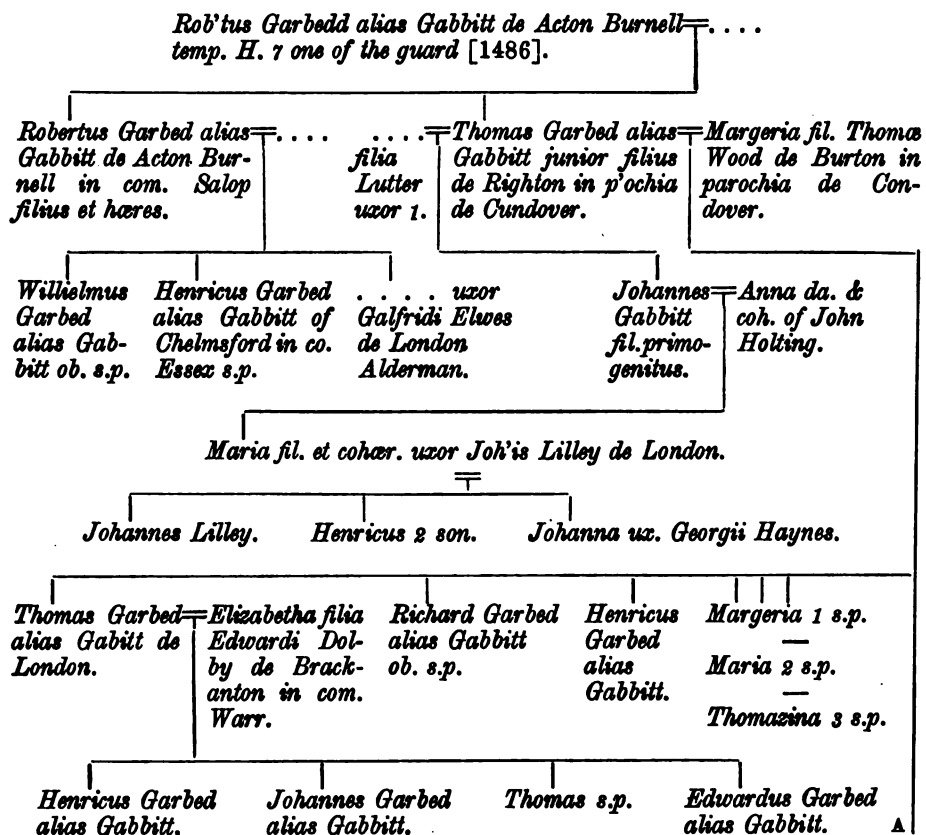 Rob'tus Garbedd alias Gabbitt de Acton Burnell=....
temp. H. 7 one of the guard [1486].
Robertus Garbed alias=....
Gabbitt de Acton Bur-
nell in com. Salop
filius et hæres.
....=
filia
Lutter
uxor 1.
Thomas Garbed alias=
Gabbitt junior filius
de Righton in p'ochia
de Cundover.
Margeria fil. Thomæ
Wood de Burton in
parochia de Con-
dover.
Willielmus
Garbed
alias Gab-
bitt ob. s.p.
Henricus Garbed
alias Gabbitt of
Chelmsford in co.
Essex s.p.
.... uxor
Galfridi Elwes
de London
Alderman.
Johannes=
Gabbitt
fil. primo-
genitus.
Anna da. &
coh. of John
Holting.
Maria fil. et cohær. uxor Joh'is Lilley de London.
=
Johannes Lilley.
Henricus 2 son.
Johanna ux. Georgii Haynes.
Thomas Garbed=
alias Gabitt de
London.
Elizabetha filia
Edwardi Dol-
by de Brack-
anton in com.
Warr.
Richard Garbed
alias Gabbitt
ob. s.p.
Henricus
Garbed
alias
Gabbitt.
Margeria 1 s.p.
—
Maria 2 s.p.
—
Thomazina 3 s.p.
Henricus Garbed
alias Gabbitt.
Johannes Garbed
alias Gabbitt.
Thomas s.p.
Edwardus Garbed
alias Gabbitt.
A